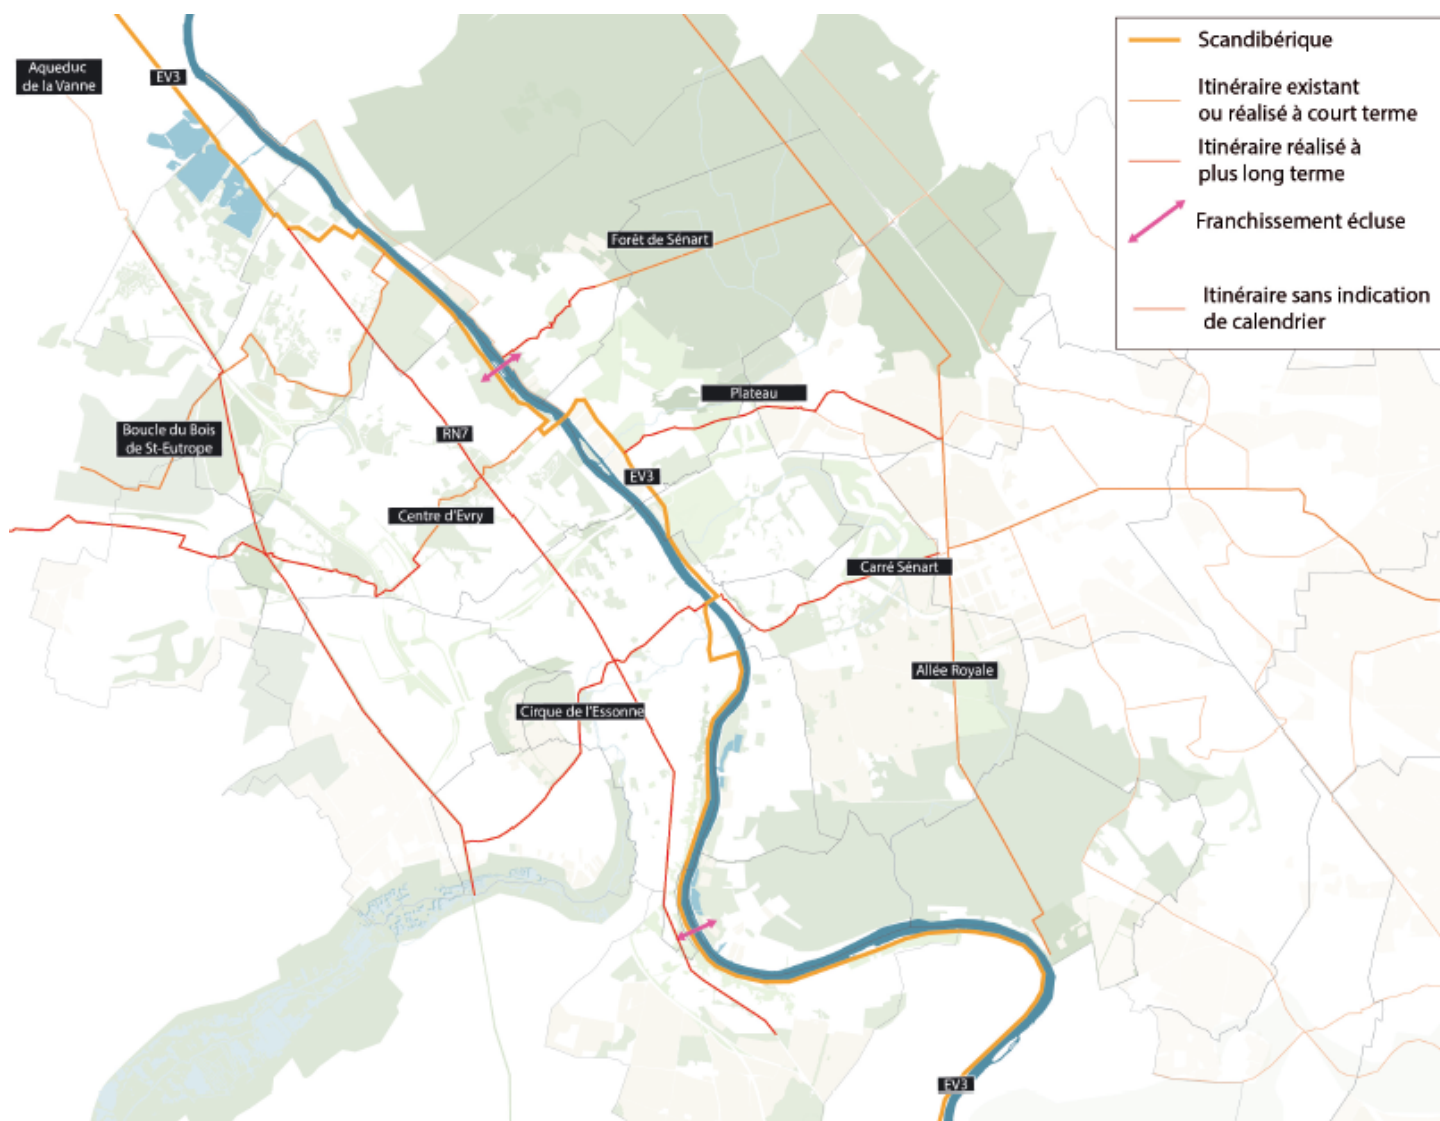 Scandibérique
Itinéraire existant
ou réalisé à court terme
Itinéraire réalisé à
plus long terme
Franchissement écluse
Itinéraire sans indication
de calendrier
Aqueduc
de la Vanne
EV3
Forêt de Sénart
Plateau
Boucle du Bois
de St-Eutrope
RN7
EV3
Centre d'Evry
Carré Sénart
Allée Royale
Cirque de l'Essonne
EV3